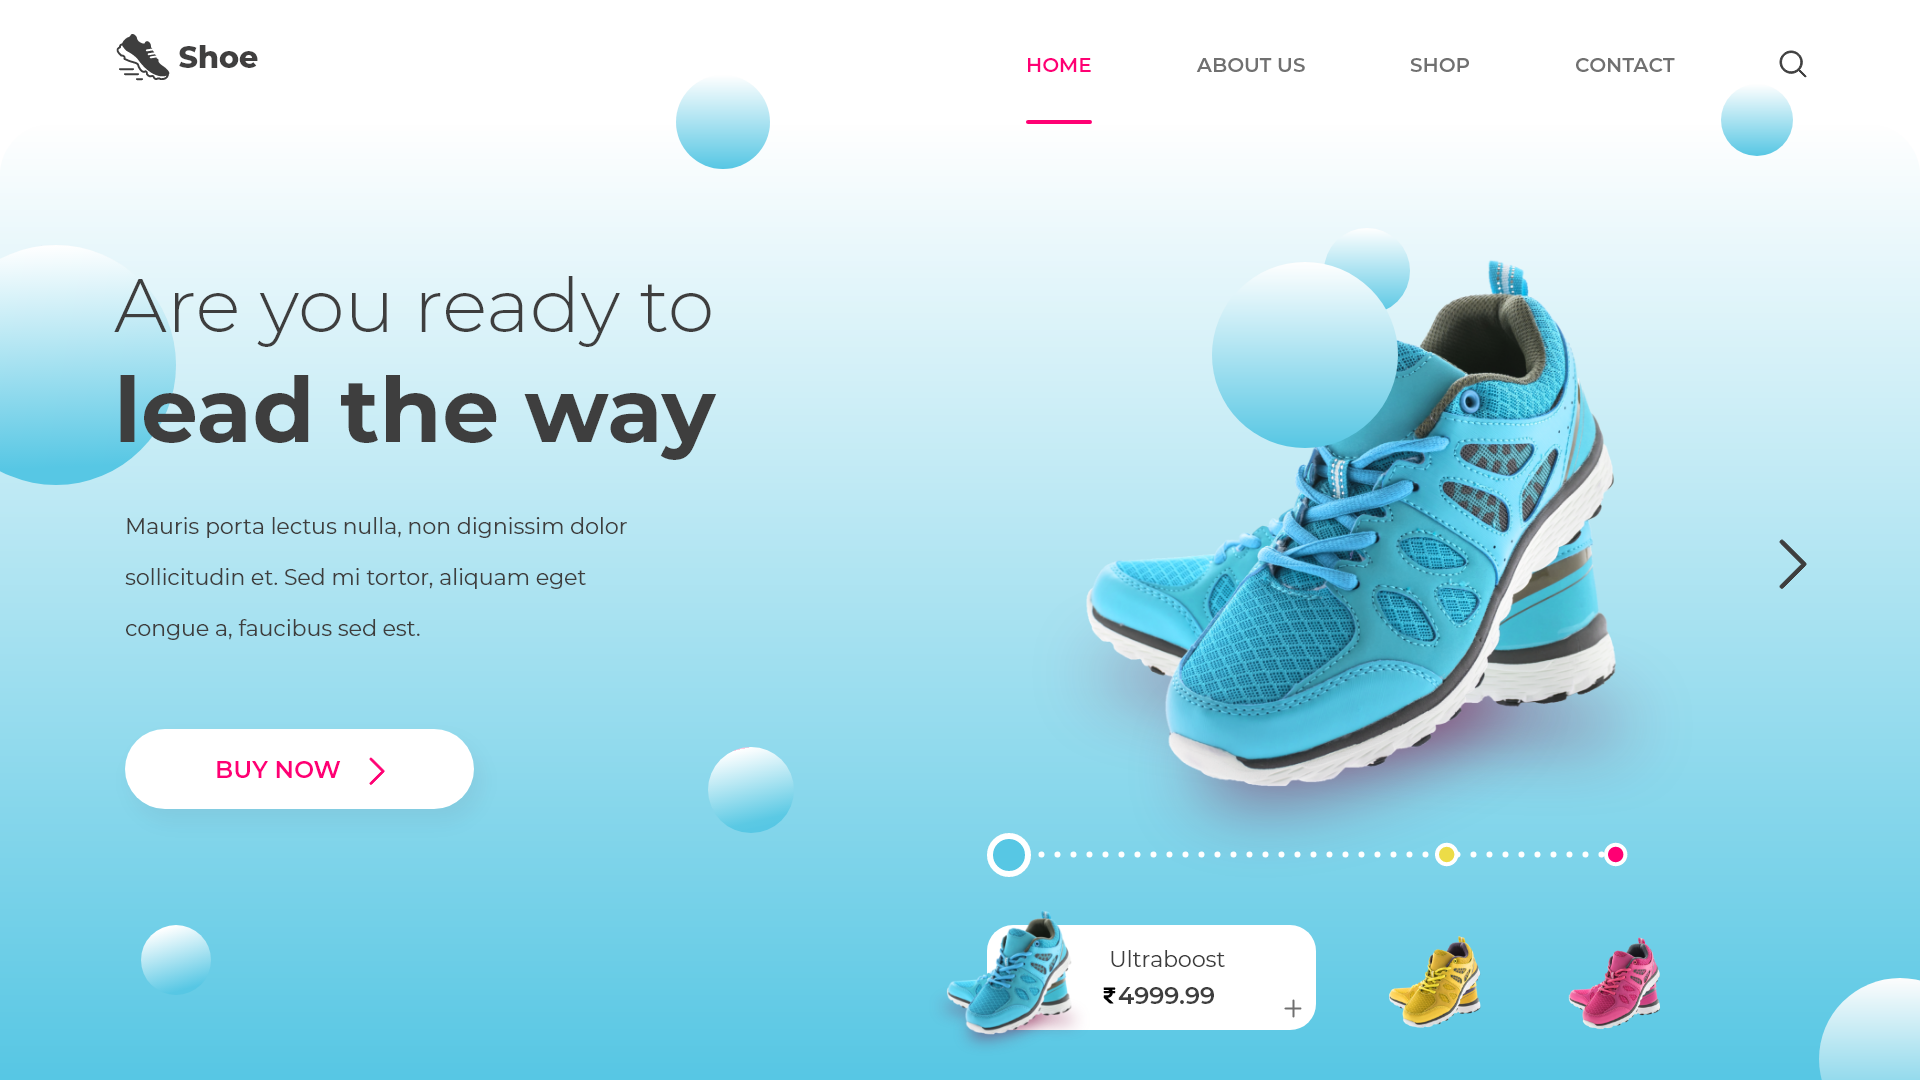 Shoe
HOME
ABOUT US
SHOP
CONTACT
Are you ready to
lead the way
Mauris porta lectus nulla, non dignissim dolor
sollicitudin et. Sed mi tortor, aliquam eget
congue a, faucibus sed est.
BUY NOW
Ultraboost
₹4999.99